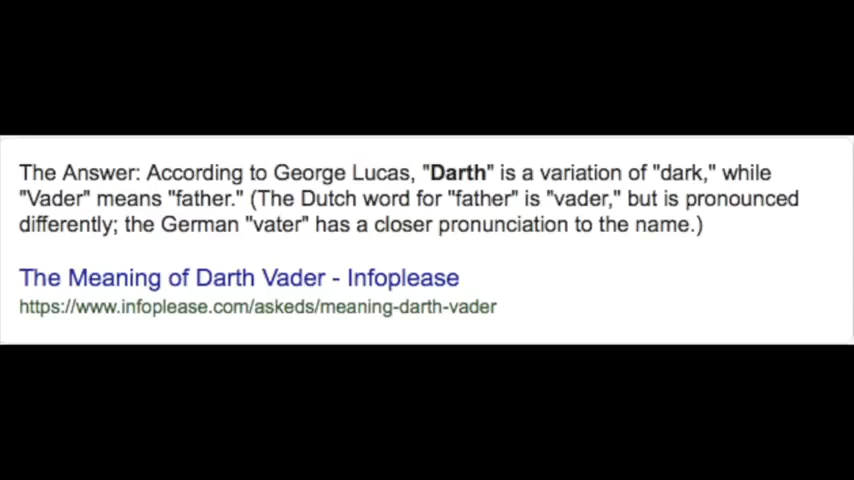 The Answer: According to George Lucas, "Darth" is a variation of "dark," while
"Vader" means "father." (The Dutch word for "father" is "vader," but is pronounced
differently; the German "vater" has a closer pronunciation to the name.)
The Meaning of Darth Vader - Infoplease
https://www.infoplease.com/askeds/meaning-darth-vader